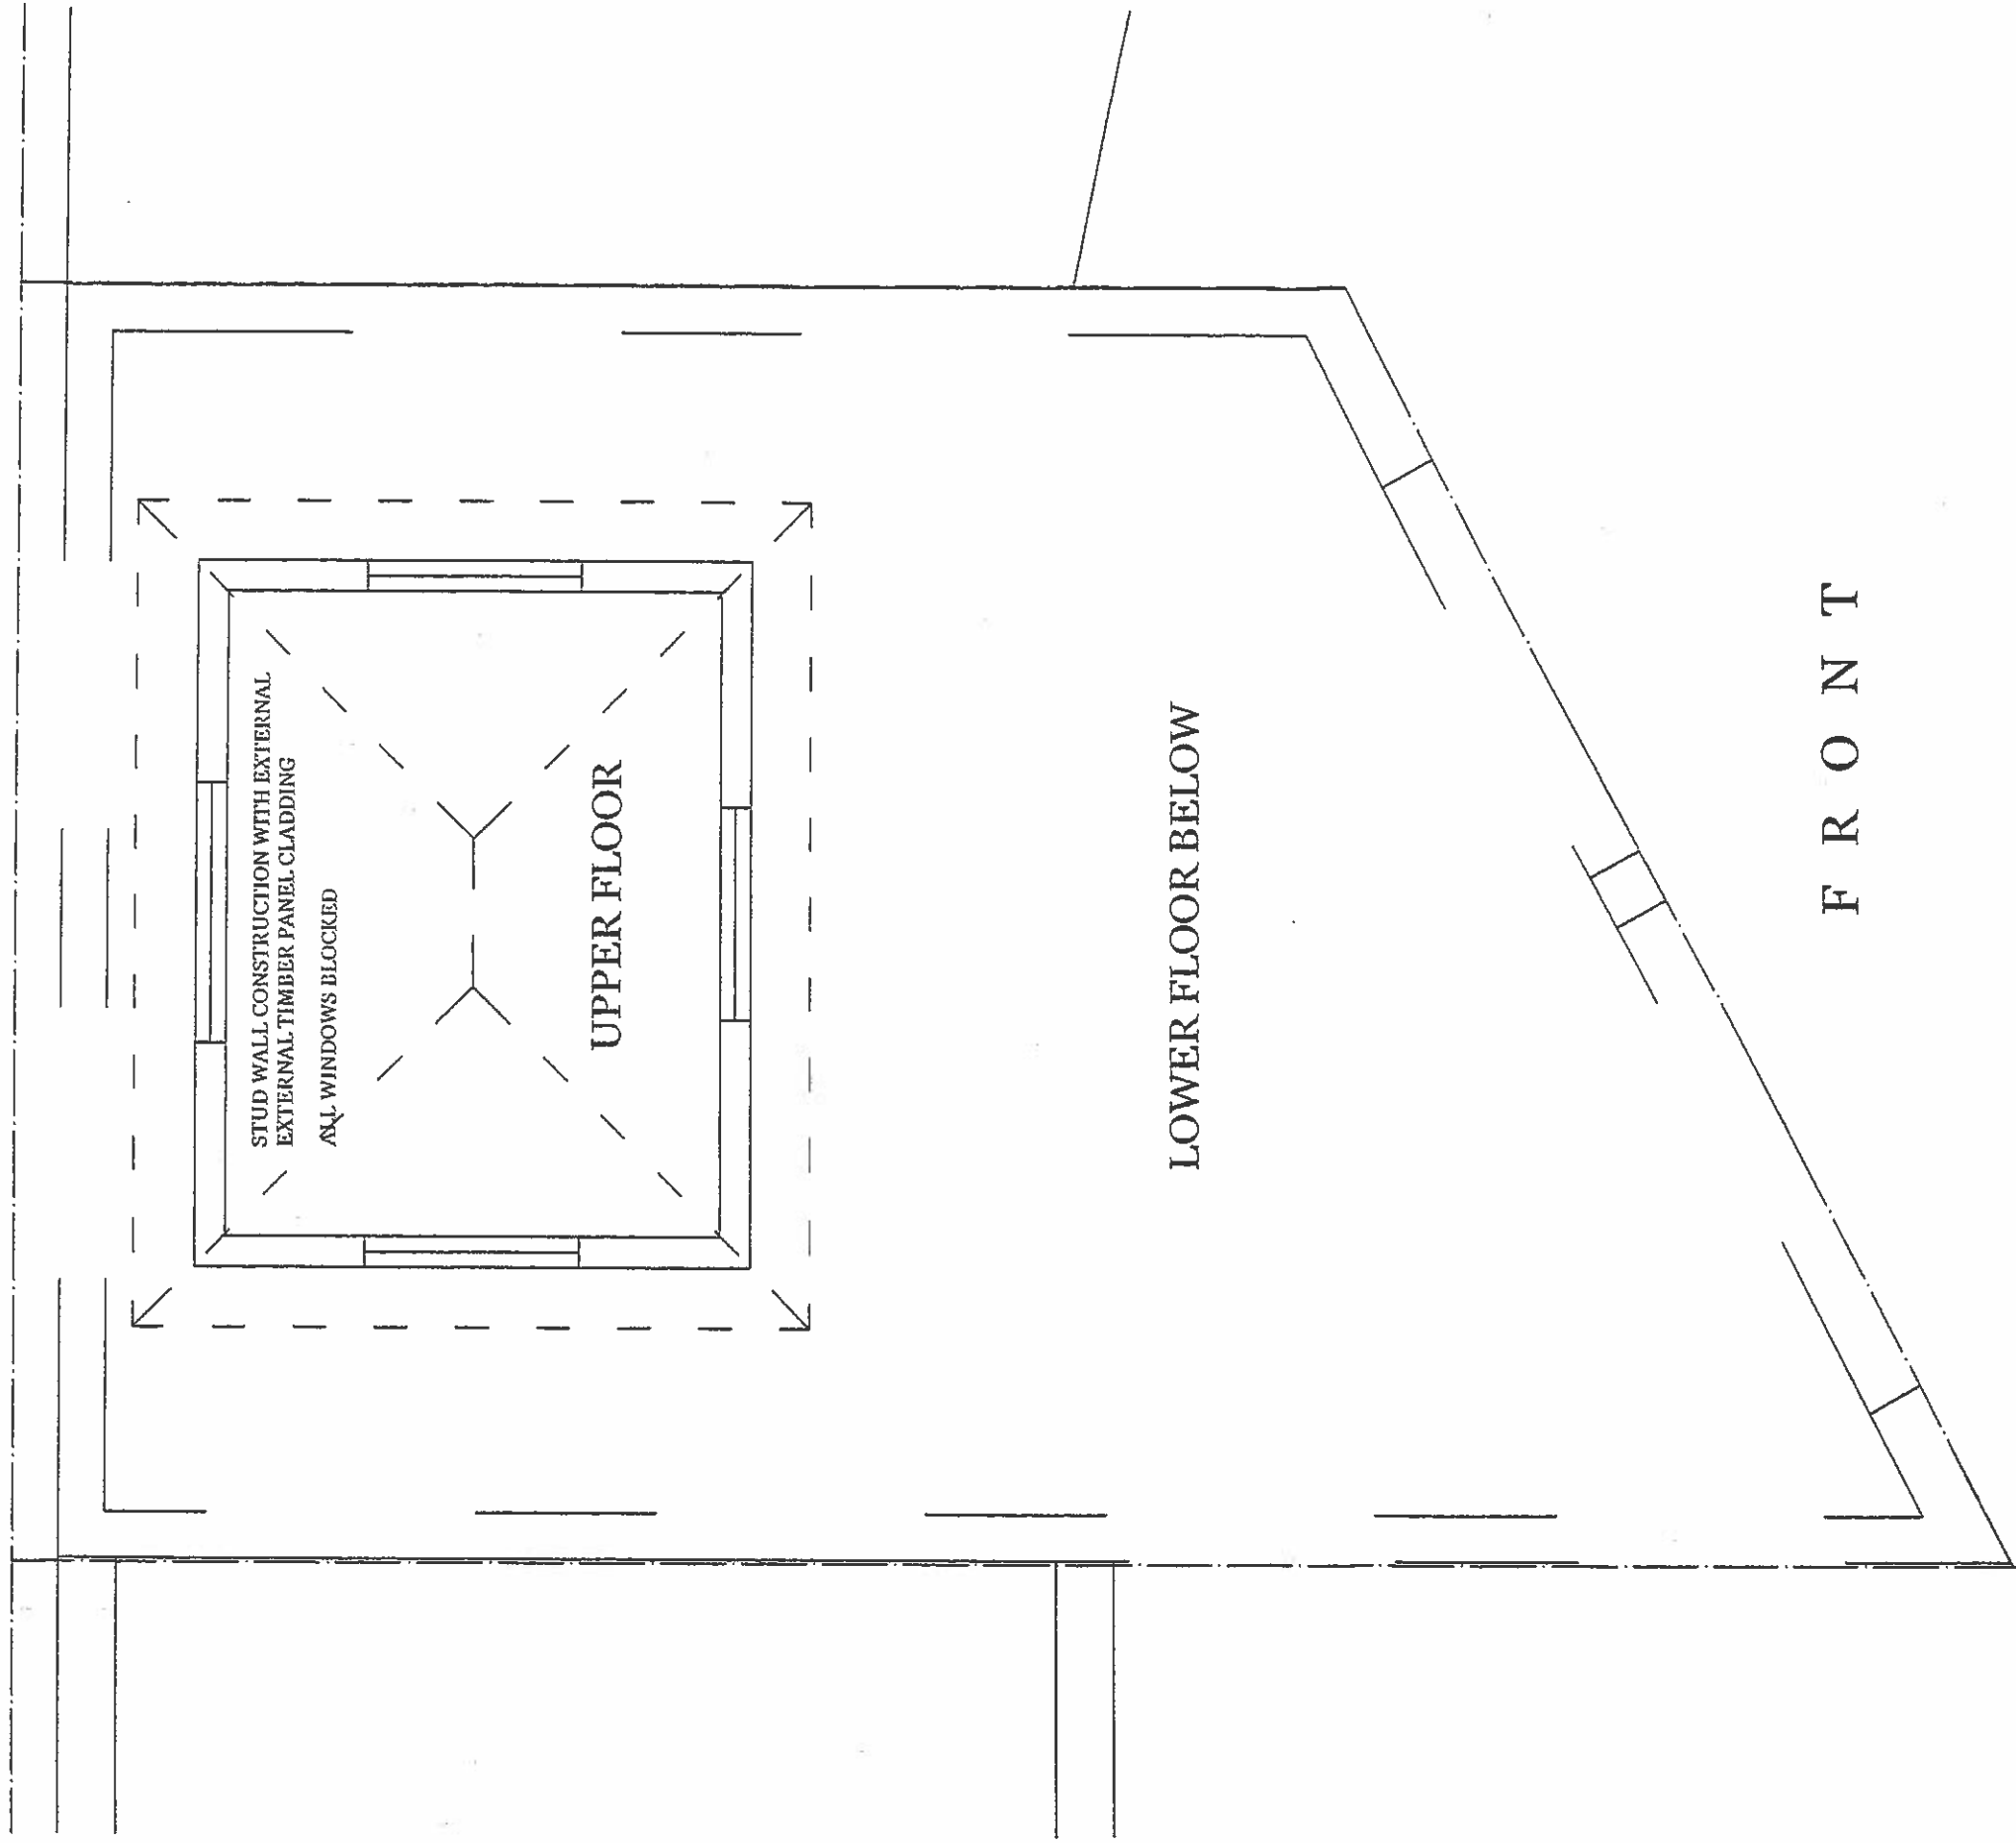 STUD WALL CONSTRUCTION WITH EXTERNAL
EXTERNAL TIMBER PANEL CLADDING
ALL WINDOWS BLOCKED
UPPER FLOOR
LOWER FLOOR BELOW
FRONT